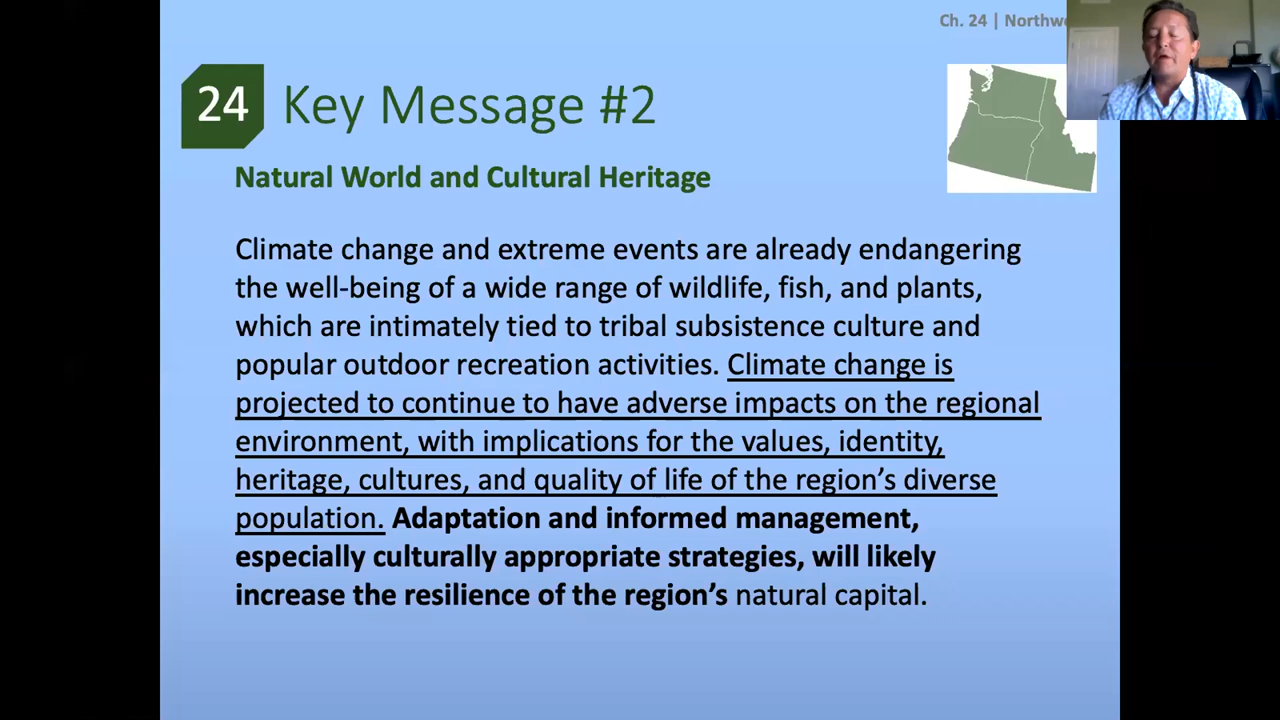 Ch. 24 |
24 Key Message #2
Natural World and Cultural Heritage
Climate change and extreme events are already endangering
the well-being of a wide range of wildlife, fish, and plants,
which are intimately tied to tribal subsistence culture and
popular outdoor recreation activities. Climate change is
projected to continue to have adverse impacts on the regional
environment, with implications for the values, identity,
heritage, cultures, and quality of life of the region’s diverse
population. Adaptation and informed management,
especially culturally appropriate strategies, will likely
increase the resilience of the region’s natural capital.